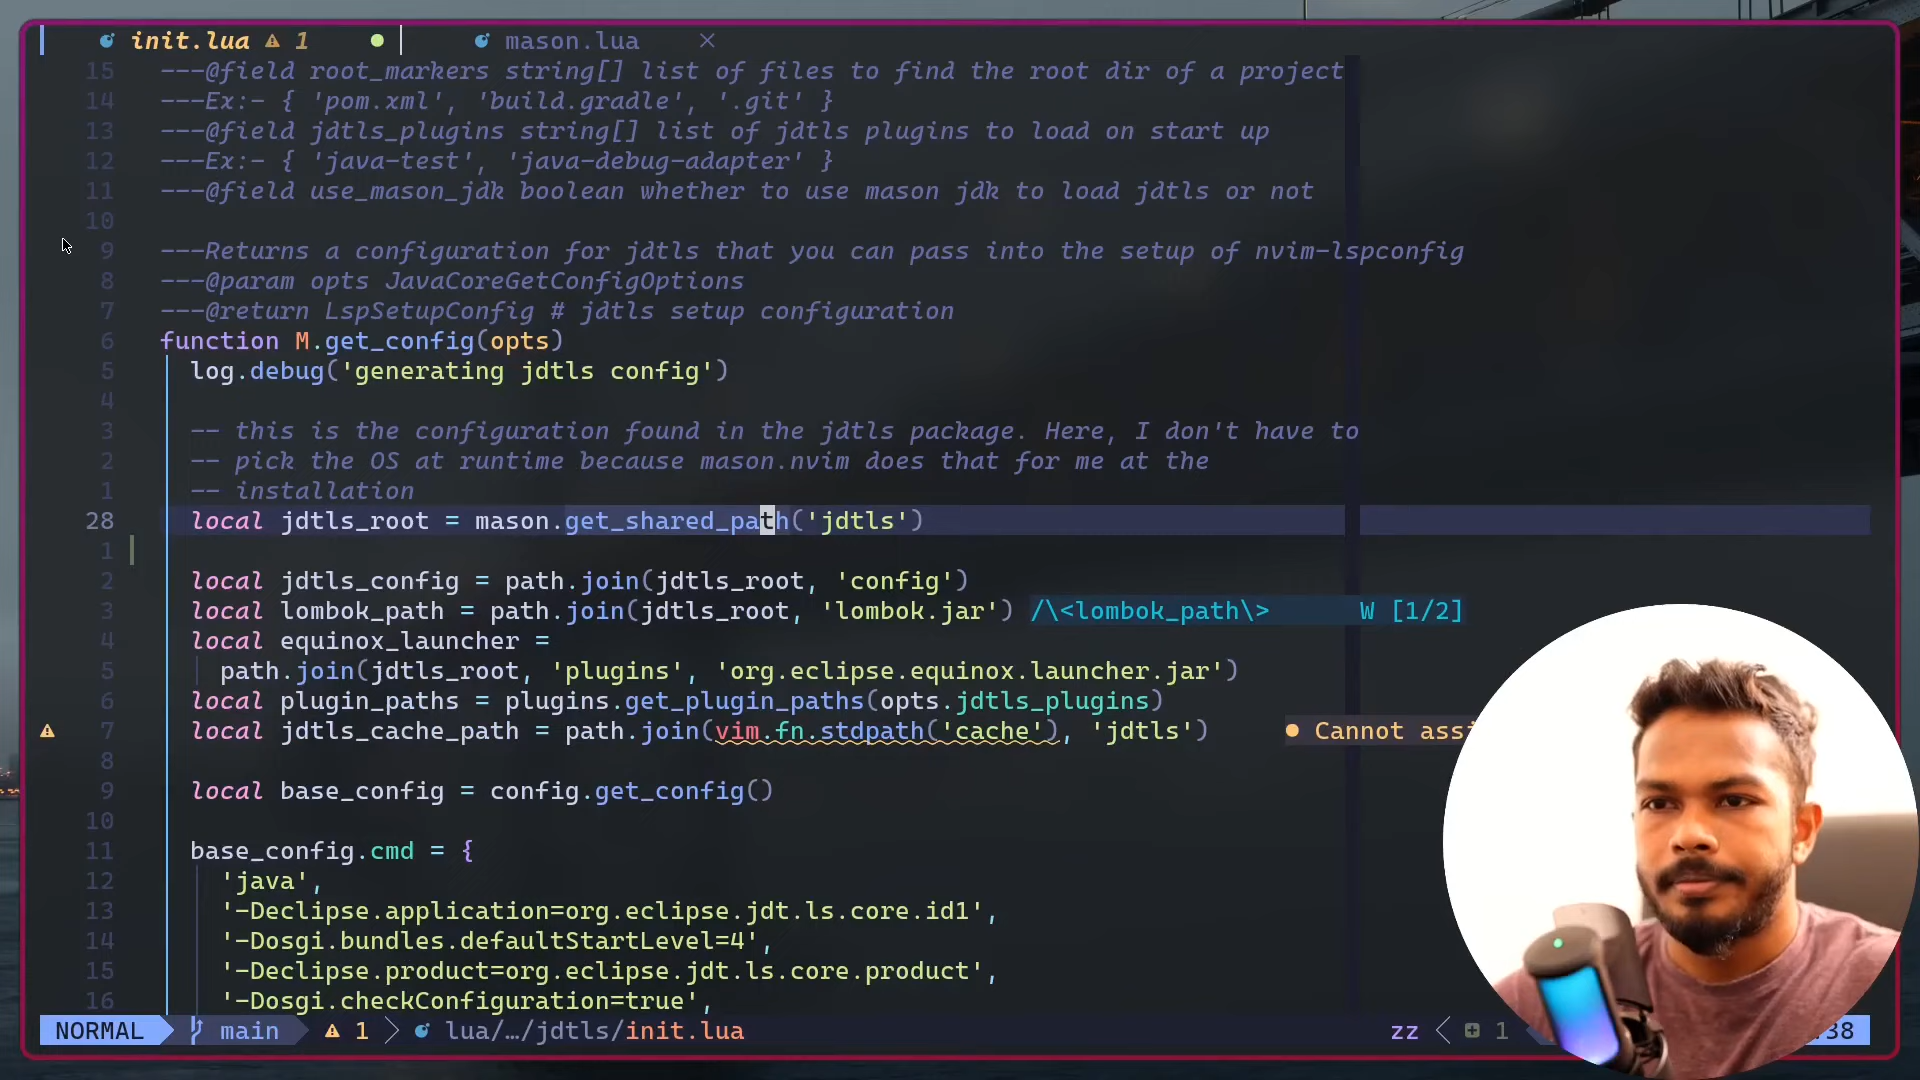 init.lua 1 mason.lua
15 ---@field root_markers string[] list of files to find the root dir of a project
14 ---Ex:- { 'pom.xml', 'build.gradle', '.git' }
13 ---@field jdtls_plugins string[] list of jdtls plugins to load on start up
12 ---Ex:- { 'java-test', 'java-debug-adapter' }
11 ---@field use_mason_jdk boolean whether to use mason jdk to load jdtls or not
10
9 ---Returns a configuration for jdtls that you can pass into the setup of nvim-lspconfig
8 ---@param opts JavaCoreGetConfigOptions
7 ---@return LspSetupConfig # jdtls setup configuration
6 function M.get_config(opts)
5 log.debug('generating jdtls config')
4
3 -- this is the configuration found in the jdtls package. Here, I don't have to
2 -- pick the OS at runtime because mason.nvim does that for me at the
1 -- installation
28 local jdtls_root = mason.get_shared_path('jdtls')
1
2 local jdtls_config = path.join(jdtls_root, 'config')
3 local lombok_path = path.join(jdtls_root, 'lombok.jar') /\<lombok_path\> W [1/2]
4 local equinox_launcher =
5 path.join(jdtls_root, 'plugins', 'org.eclipse.equinox.launcher.jar')
6 local plugin_paths = plugins.get_plugin_paths(opts.jdtls_plugins)
7 local jdtls_cache_path = path.join(vim.fn.stdpath('cache'), 'jdtls') Cannot
8
9 local base_config = config.get_config()
10
11 base_config.cmd = {
12 'java',
13 '-Declipse.application=org.eclipse.jdt.ls.core.id1',
14 '-Dosgi.bundles.defaultStartLevel=4',
15 '-Declipse.product=org.eclipse.jdt.ls.core.product',
16 '-Dosgi.checkConfiguration=true',
NORMAL main 1 lua/…/jdtls/init.lua zz 1 38